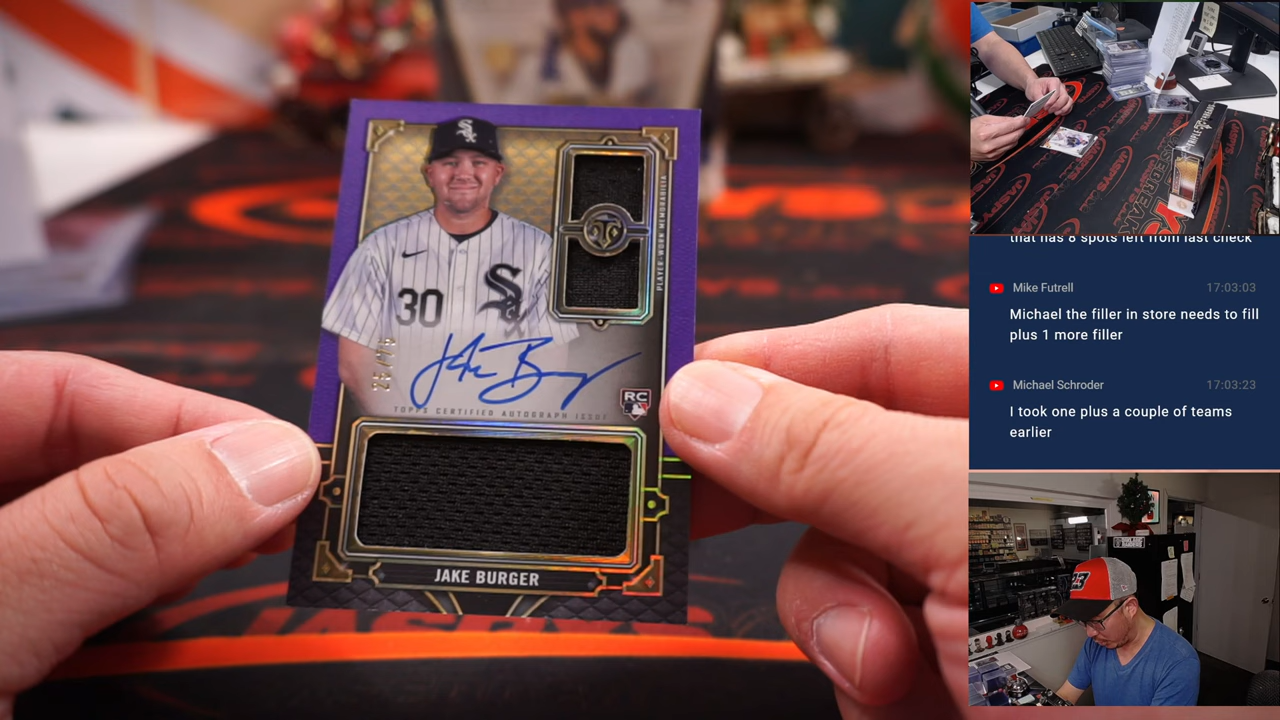 PLAYER-WORN MEMORABILIA
30
TOPPS CERTIFIED AUTOGRAPH ISSUE
RC
JAKE BURGER
JASPYS
that has 8 spots left from last check
Mike Futrell 17:03:03
Michael the filler in store needs to fill
plus 1 more filler
Michael Schroder 17:03:23
I took one plus a couple of teams
earlier